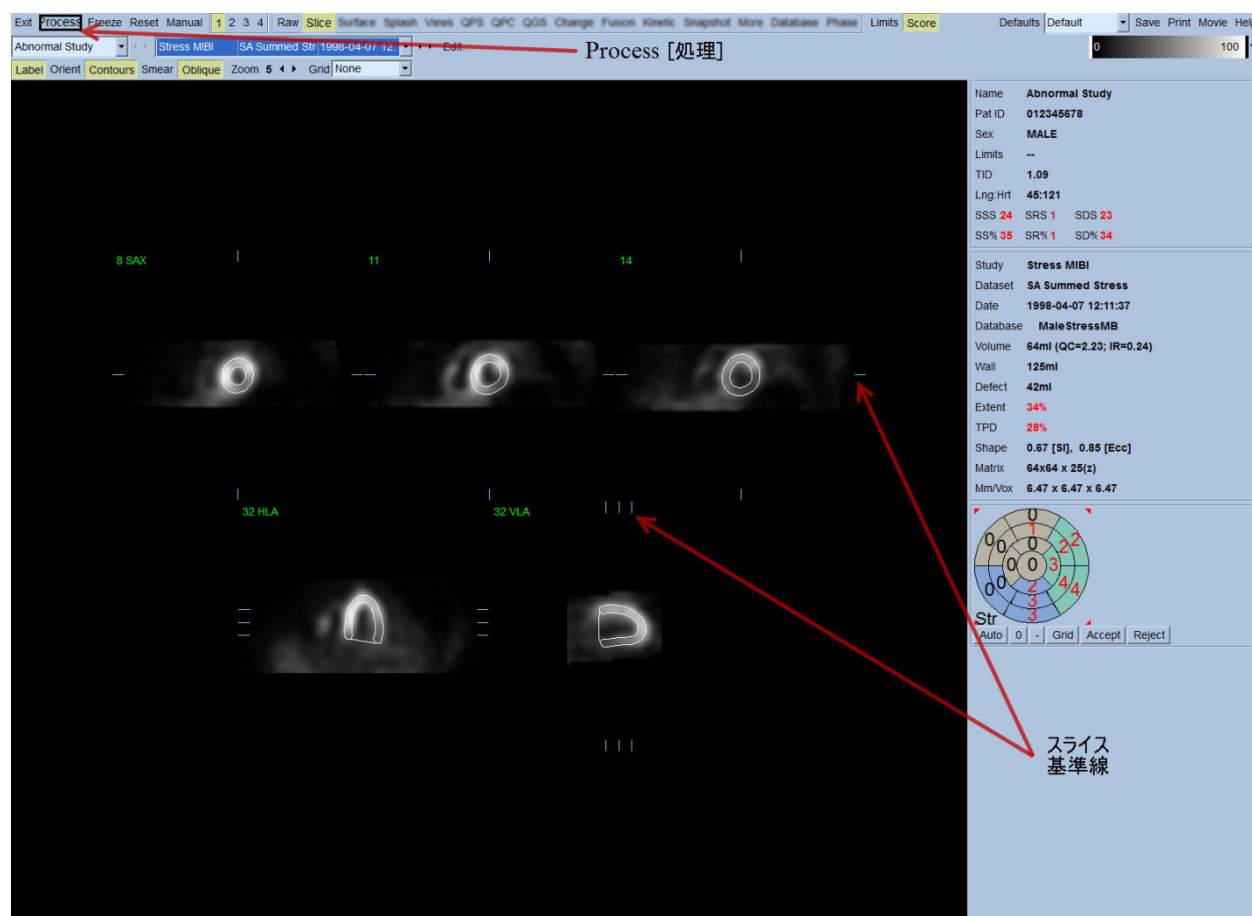 Exit Process Freeze Reset Manual 1 2 3 4 Raw Slice Surface Splash Views QPS QPC QGS Change Fusion Kinetic Snapshot More Database Phase Limits Score Defaults Default Save Print Movie Help
Abnormal Study Stress MIBI SA Summed Str 1998-04-07 12 Edit... Process [処理] 0 100
Label Orient Contours Smear Oblique Zoom 5 Grid None
Name Abnormal Study
Pat ID 012345678
Sex MALE
Limits --
TID 1.09
Lng:Hrt 45:121
SSS 24 SRS 1 SDS 23
SS% 35 SR% 1 SD% 34
8 SAX 11 14
Study Stress MIBI
Dataset SA Summed Stress
Date 1998-04-07 12:11:37
Database MaleStressMB
Volume 64ml (QC=2.23; IR=0.24)
Wall 125ml
Defect 42ml
Extent 34%
TPD 28%
Shape 0.67 [SI], 0.85 [Ecc]
Matrix 64x64 x 25(z)
Mm/Vox 6.47 x 6.47 x 6.47
32 HLA 32 VLA
0
1
0 0 0 2 2
0 0 3
0 0 2 4 4
3
3
Str
Auto 0 - Grid Accept Reject
スライス
基準線